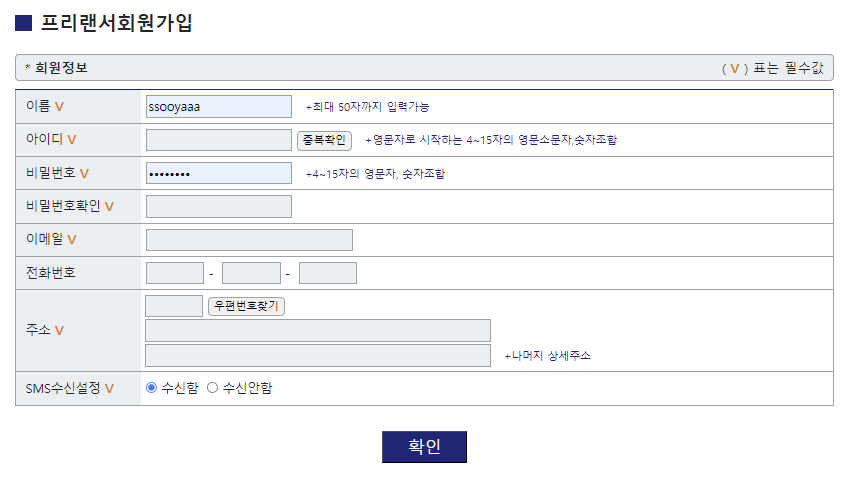 프리랜서회원가입
* 회원정보 ( V ) 표는 필수값
이름 V ssooyaaa +최대 50자까지 입력가능
아이디 V 중복확인 +영문자로 시작하는 4~15자의 영문소문자,숫자조합
비밀번호 V •••••••• +4~15자의 영문자, 숫자조합
비밀번호확인 V
이메일 V
전화번호 - -
우편번호찾기
주소 V
+나머지 상세주소
SMS수신설정 V 수신함 수신안함
확인